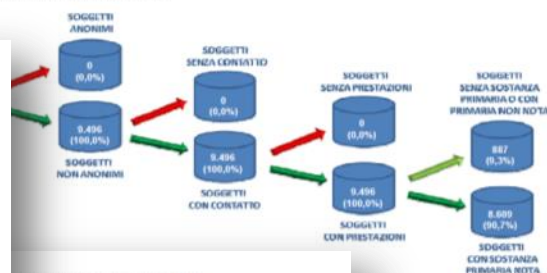 SOGGETTI
ANONIMI
0
(0,0%)
9.496
(100,0%)
SOGGETTI
NON ANONIMI
SOGGETTI
SENZA CONTATTO
0
(0,0%)
9.496
(100,0%)
SOGGETTI
CON CONTATTO
SOGGETTI
SENZA PRESTAZIONI
0
(0,0%)
9.496
(100,0%)
SOGGETTI
CON PRESTAZIONI
SOGGETTI
SENZA SOSTANZA
PRIMARIA O CON
PRIMARIA NON NOTA
887
(9,3%)
8.609
(90,7%)
SOGGETTI
CON SOSTANZA
PRIMARIA NOTA